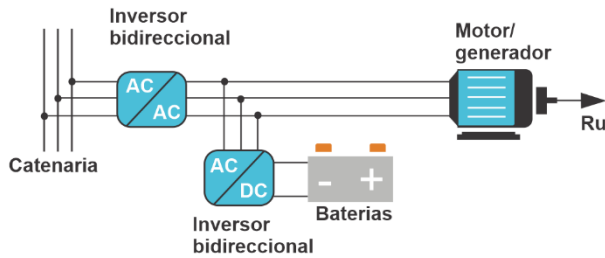 Inversor
bidireccional
Motor/
generador
AC
AC
Catenaria
Ru
AC
DC
- +
Baterias
Inversor
bidireccional